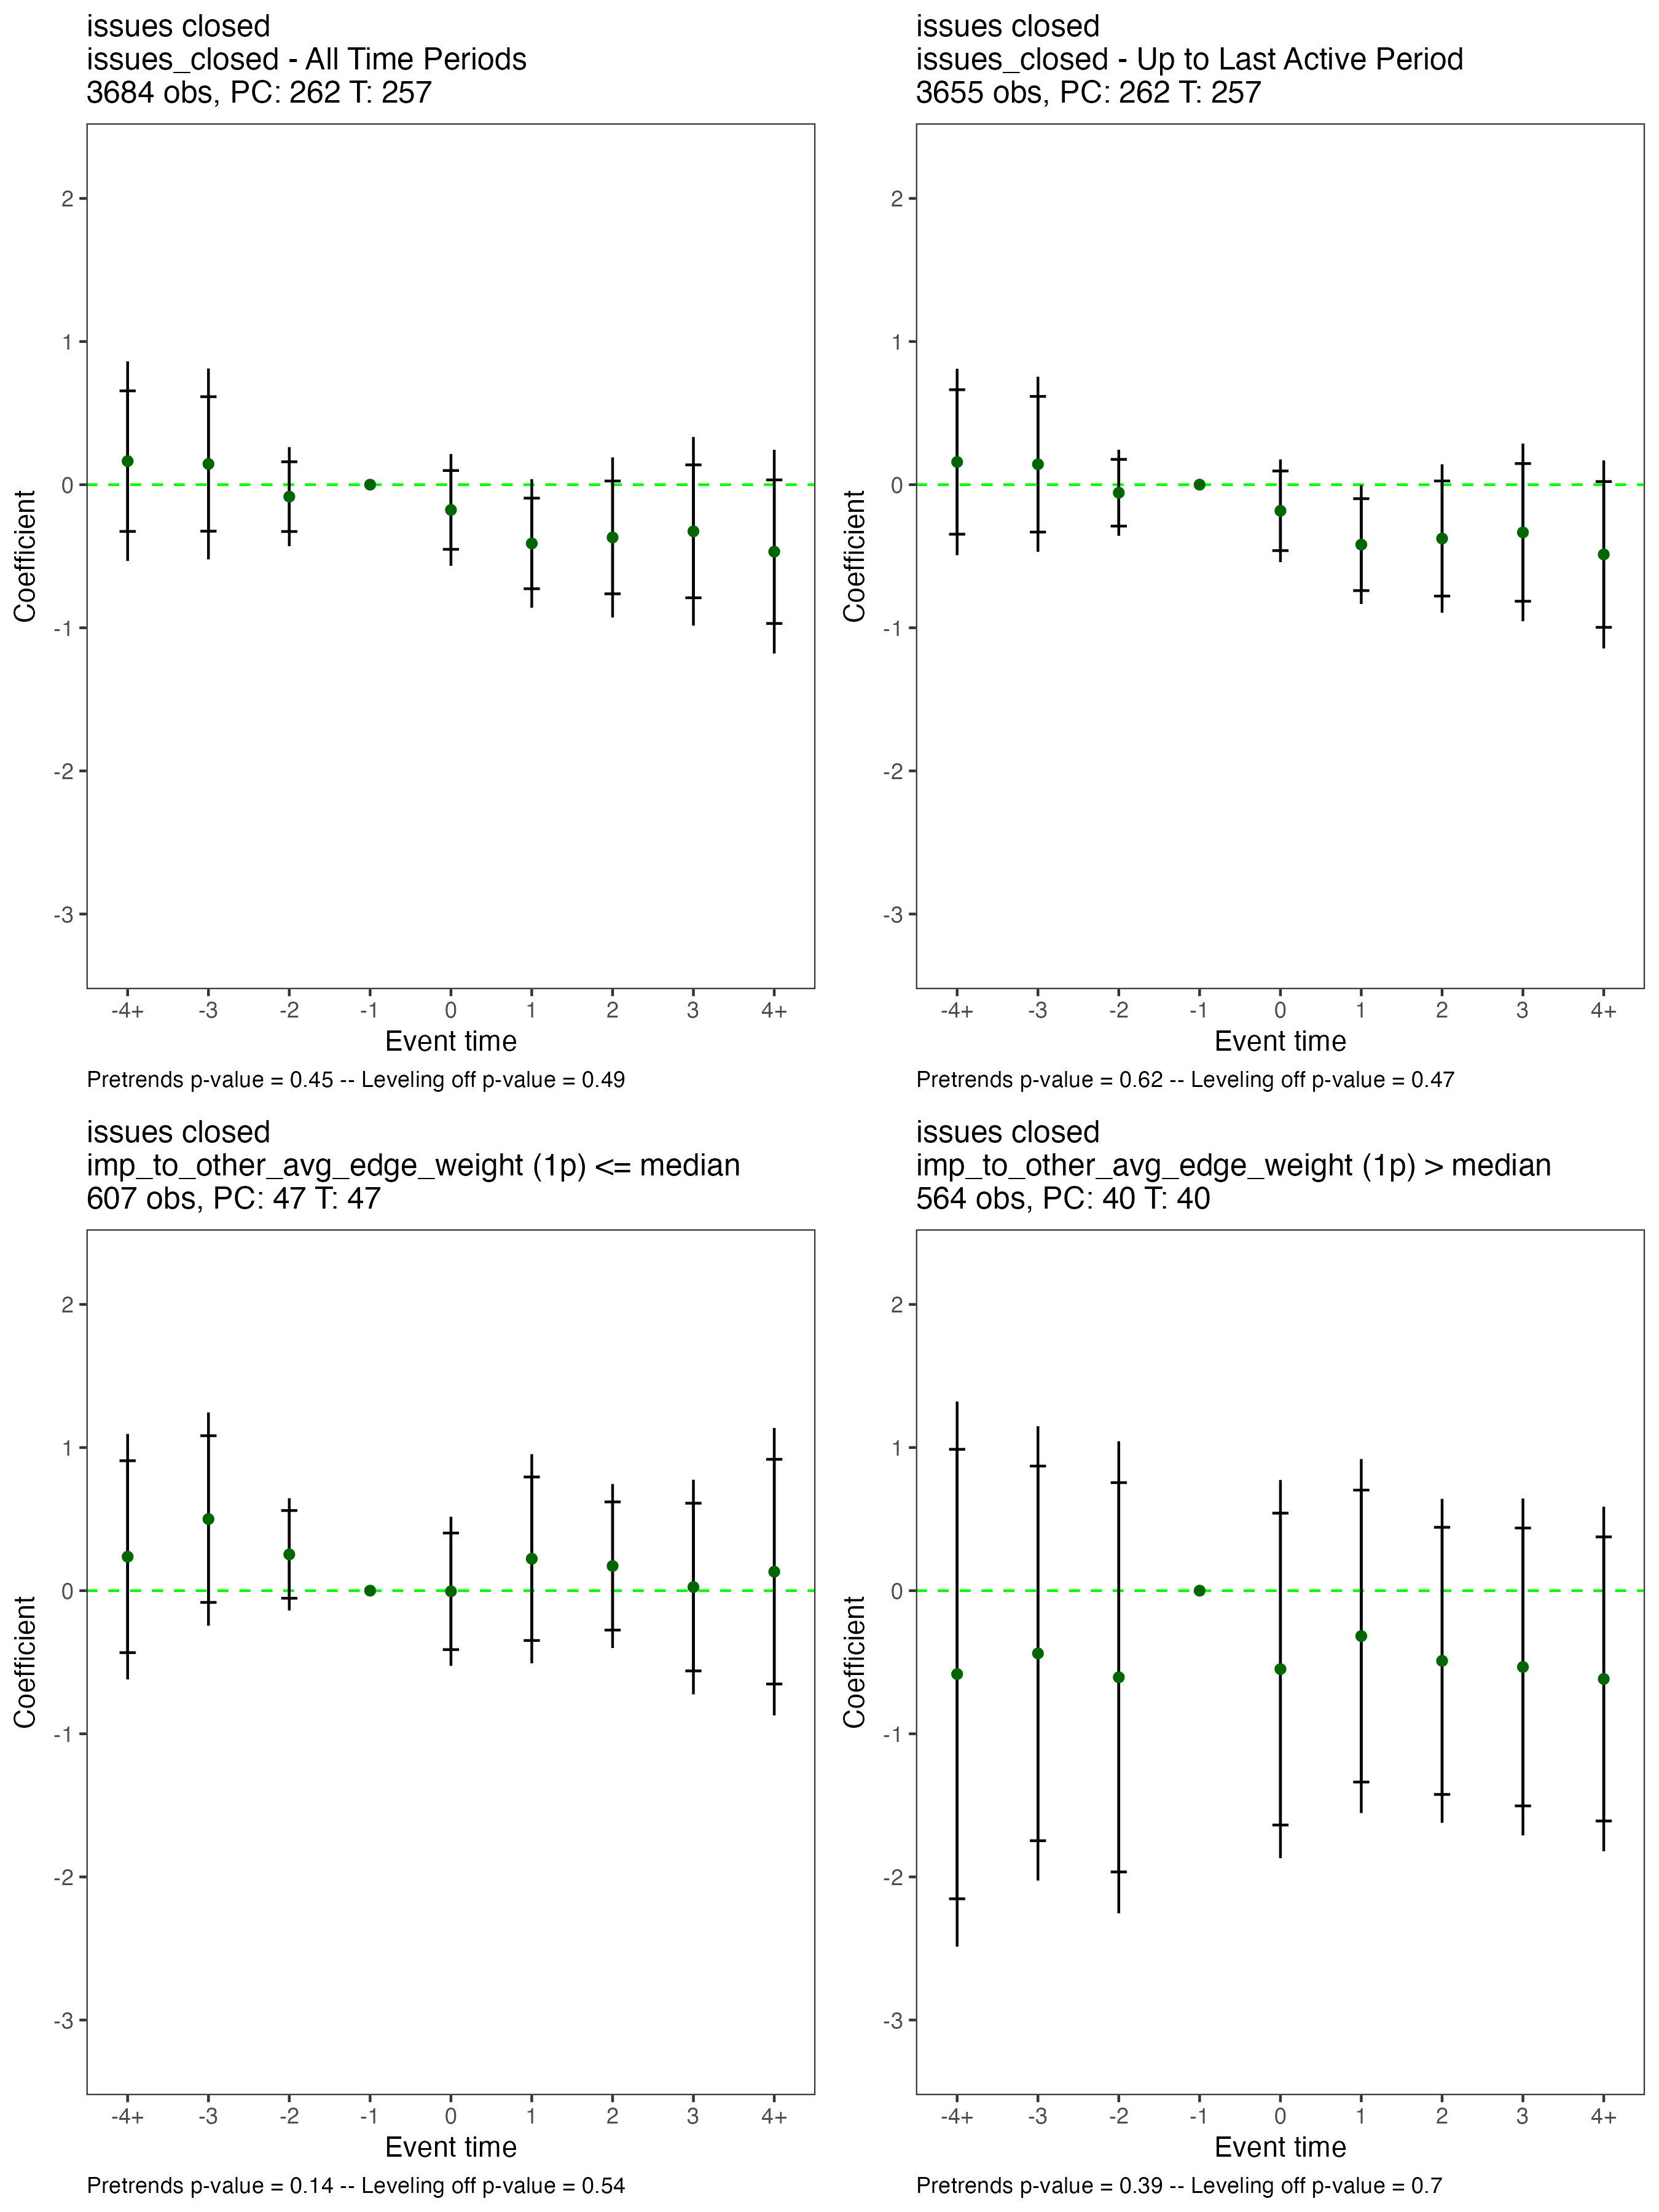 issues closed
issues_closed - All Time Periods
3684 obs, PC: 262 T: 257
Coefficient
2
1
0
-1
-2
-3
-4+ -3 -2 -1 0 1 2 3 4+
Event time
Pretrends p-value = 0.45 -- Leveling off p-value = 0.49
issues closed
issues_closed - Up to Last Active Period
3655 obs, PC: 262 T: 257
Coefficient
2
1
0
-1
-2
-3
-4+ -3 -2 -1 0 1 2 3 4+
Event time
Pretrends p-value = 0.62 -- Leveling off p-value = 0.47
issues closed
imp_to_other_avg_edge_weight (1p) <= median
607 obs, PC: 47 T: 47
Coefficient
2
1
0
-1
-2
-3
-4+ -3 -2 -1 0 1 2 3 4+
Event time
Pretrends p-value = 0.14 -- Leveling off p-value = 0.54
issues closed
imp_to_other_avg_edge_weight (1p) > median
564 obs, PC: 40 T: 40
Coefficient
2
1
0
-1
-2
-3
-4+ -3 -2 -1 0 1 2 3 4+
Event time
Pretrends p-value = 0.39 -- Leveling off p-value = 0.7